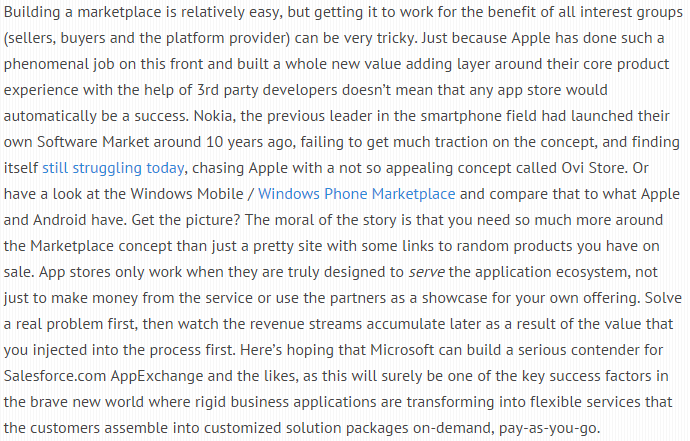 Building a marketplace is relatively easy, but getting it to work for the benefit of all interest groups
(sellers, buyers and the platform provider) can be very tricky. Just because Apple has done such a
phenomenal job on this front and built a whole new value adding layer around their core product
experience with the help of 3rd party developers doesn’t mean that any app store would
automatically be a success. Nokia, the previous leader in the smartphone field had launched their
own Software Market around 10 years ago, failing to get much traction on the concept, and finding
itself still struggling today, chasing Apple with a not so appealing concept called Ovi Store. Or
have a look at the Windows Mobile / Windows Phone Marketplace and compare that to what Apple
and Android have. Get the picture? The moral of the story is that you need so much more around
the Marketplace concept than just a pretty site with some links to random products you have on
sale. App stores only work when they are truly designed to serve the application ecosystem, not
just to make money from the service or use the partners as a showcase for your own offering. Solve
a real problem first, then watch the revenue streams accumulate later as a result of the value that
you injected into the process first. Here’s hoping that Microsoft can build a serious contender for
Salesforce.com AppExchange and the likes, as this will surely be one of the key success factors in
the brave new world where rigid business applications are transforming into flexible services that
the customers assemble into customized solution packages on-demand, pay-as-you-go.